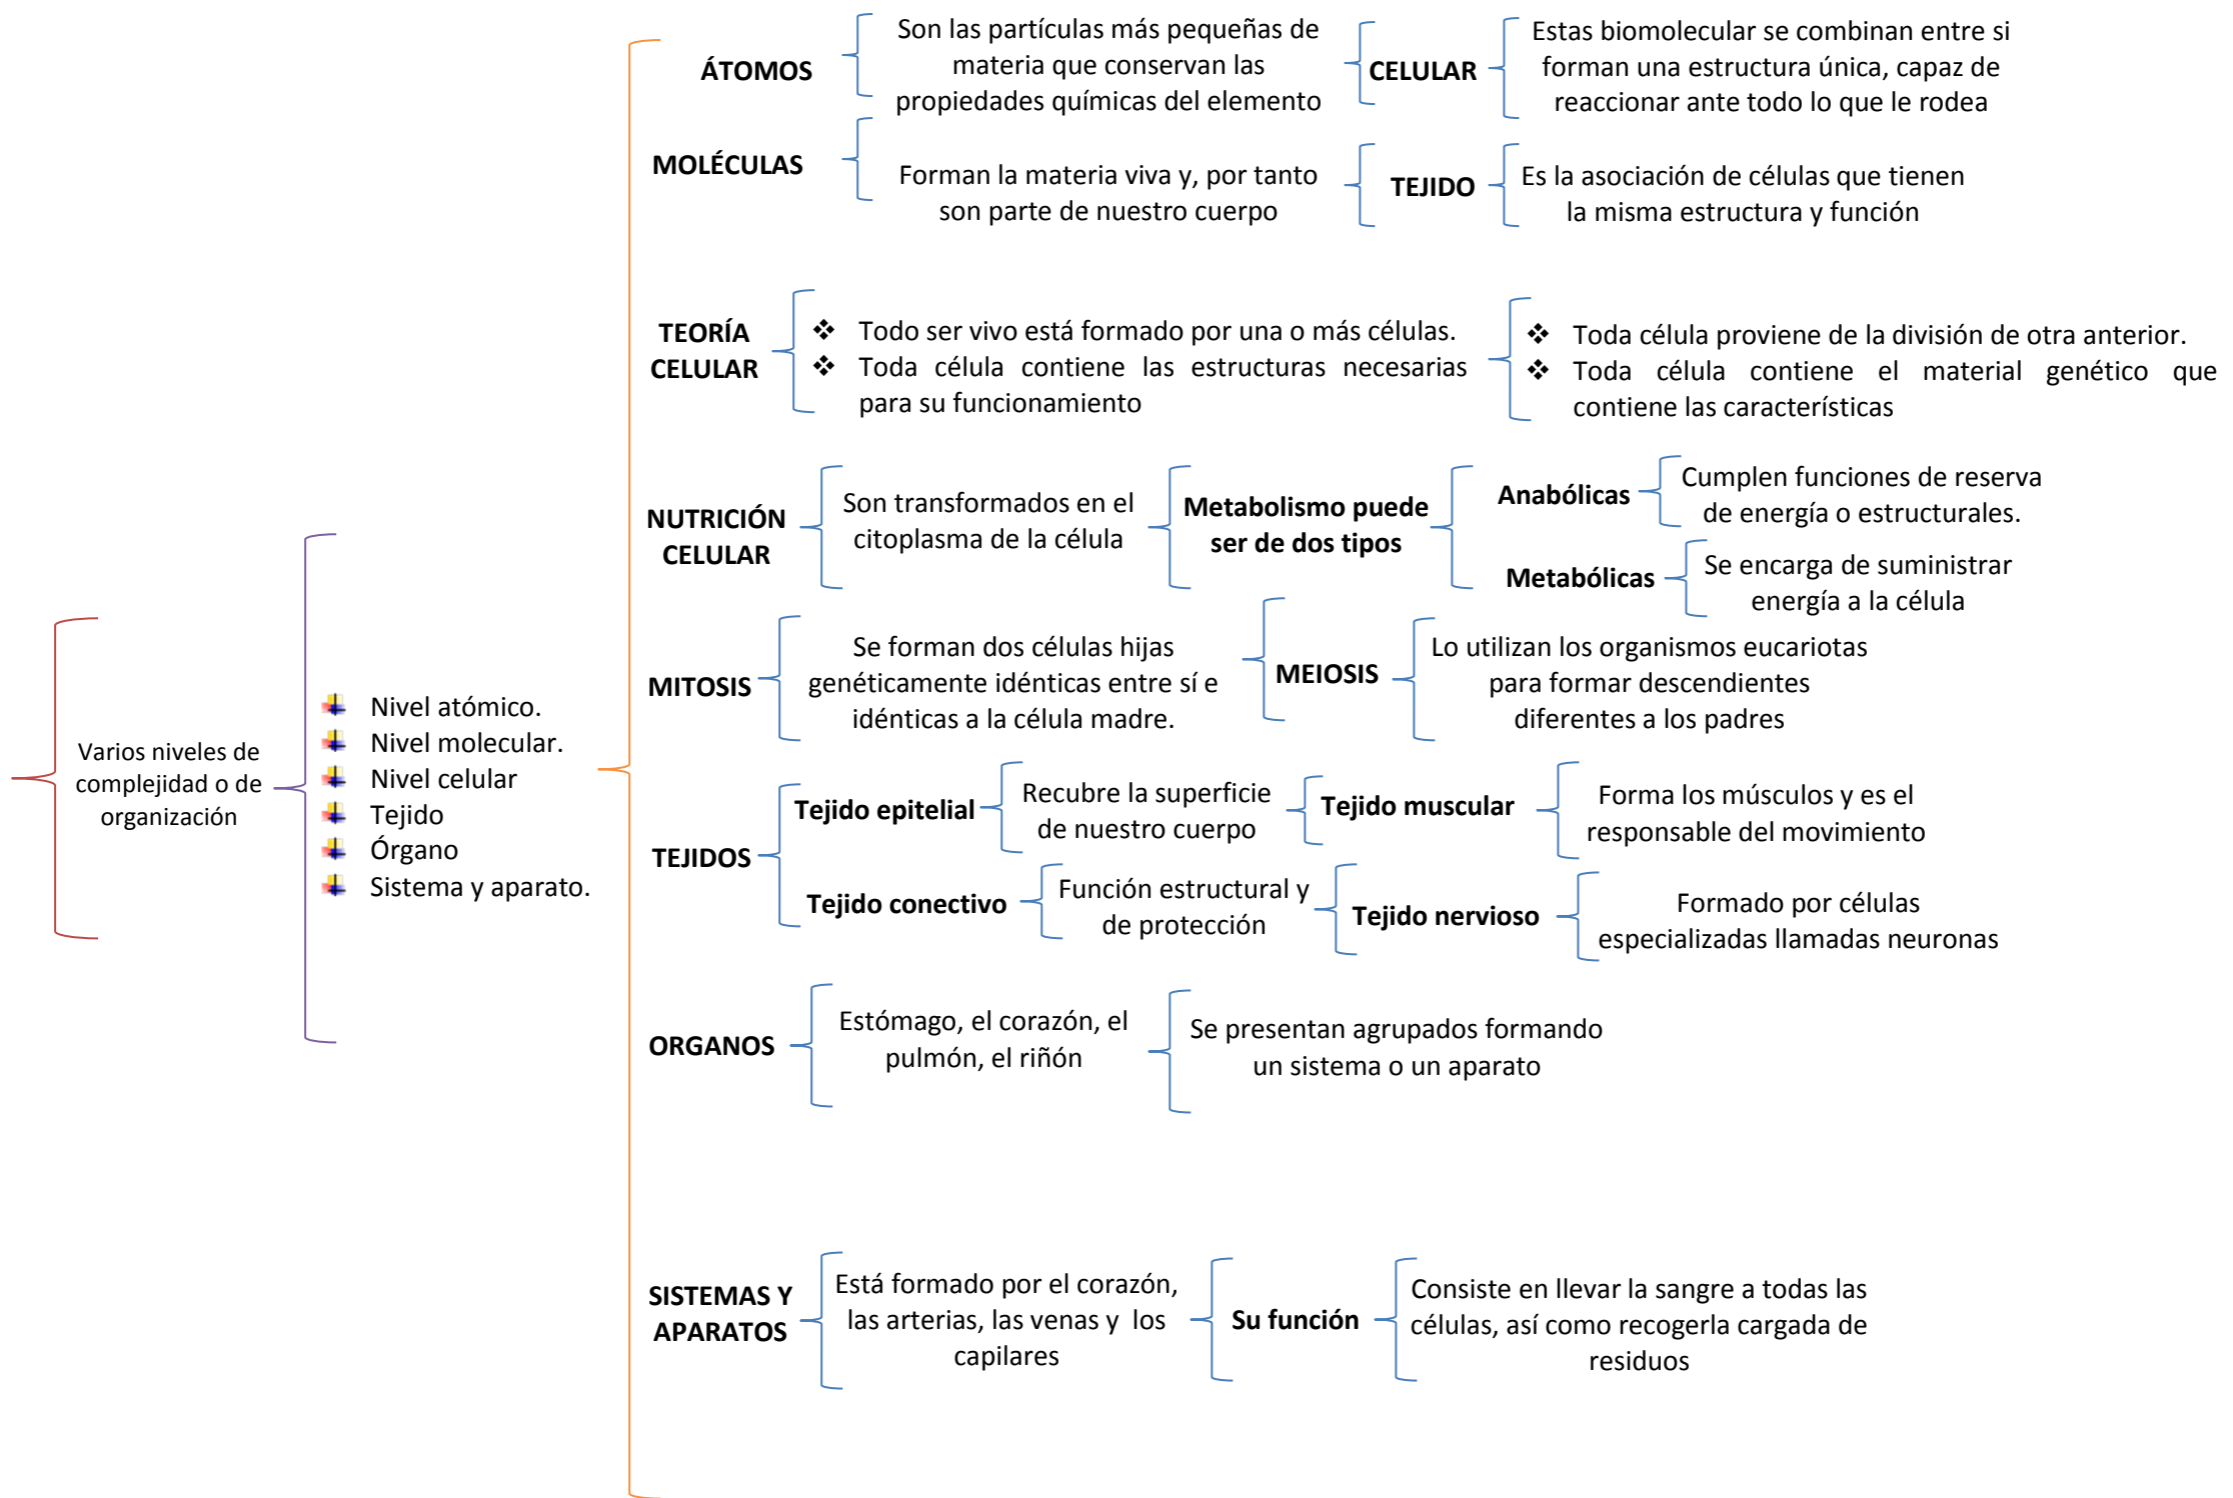 Varios niveles de
complejidad o de
organización
Nivel atómico.
Nivel molecular.
Nivel celular
Tejido
Órgano
Sistema y aparato.
ÁTOMOS
Son las partículas más pequeñas de
materia que conservan las
propiedades químicas del elemento
CELULAR
Estas biomolecular se combinan entre si
forman una estructura única, capaz de
reaccionar ante todo lo que le rodea
MOLÉCULAS
Forman la materia viva y, por tanto
son parte de nuestro cuerpo
TEJIDO
Es la asociación de células que tienen
la misma estructura y función
TEORÍA
CELULAR
❖ Todo ser vivo está formado por una o más células.
❖ Toda célula contiene las estructuras necesarias
para su funcionamiento
❖ Toda célula proviene de la división de otra anterior.
❖ Toda célula contiene el material genético que
contiene las características
NUTRICIÓN
CELULAR
Son transformados en el
citoplasma de la célula
Metabolismo puede
ser de dos tipos
Anabólicas
Cumplen funciones de reserva
de energía o estructurales.
Metabólicas
Se encarga de suministrar
energía a la célula
MITOSIS
Se forman dos células hijas
genéticamente idénticas entre sí e
idénticas a la célula madre.
MEIOSIS
Lo utilizan los organismos eucariotas
para formar descendientes
diferentes a los padres
TEJIDOS
Tejido epitelial
Recubre la superficie
de nuestro cuerpo
Tejido muscular
Forma los músculos y es el
responsable del movimiento
Tejido conectivo
Función estructural y
de protección
Tejido nervioso
Formado por células
especializadas llamadas neuronas
ORGANOS
Estómago, el corazón, el
pulmón, el riñón
Se presentan agrupados formando
un sistema o un aparato
SISTEMAS Y
APARATOS
Está formado por el corazón,
las arterias, las venas y los
capilares
Su función
Consiste en llevar la sangre a todas las
células, así como recogerla cargada de
residuos